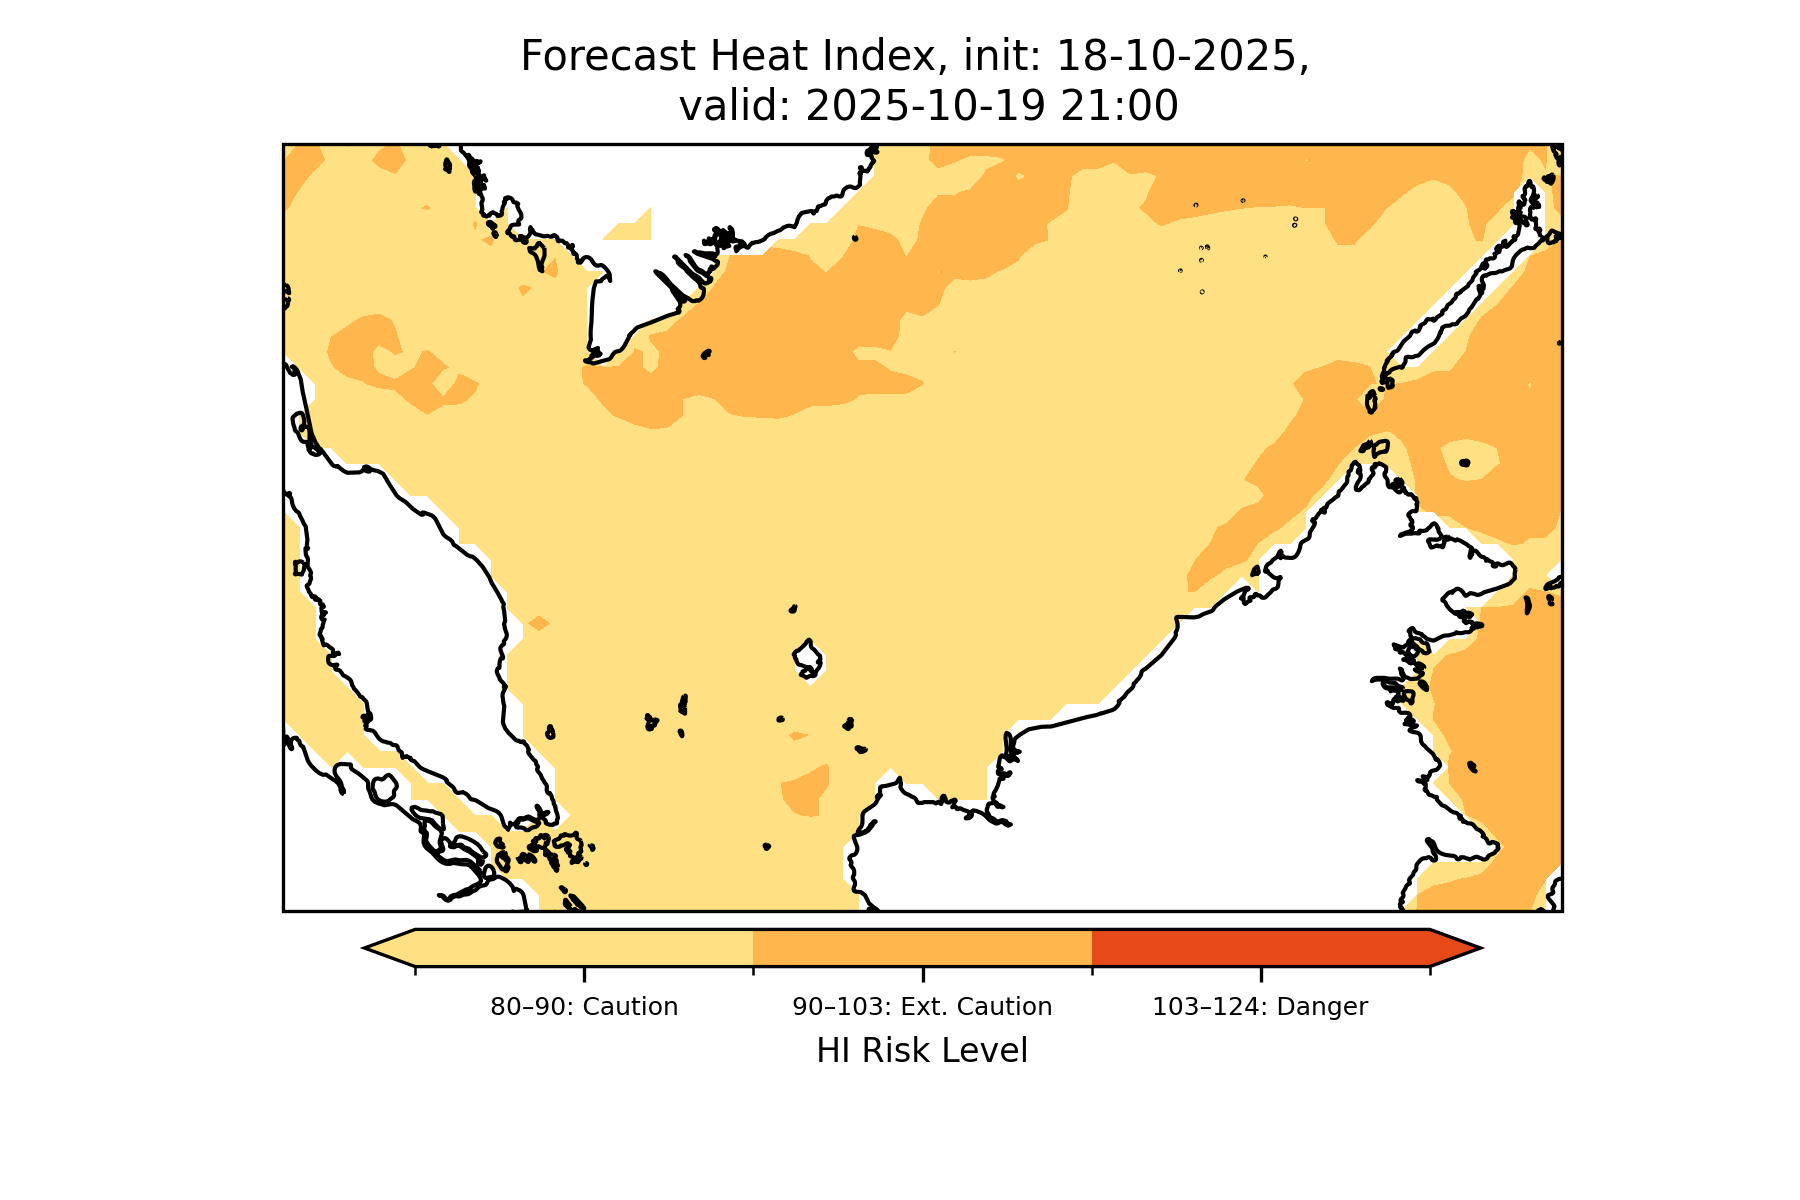 Forecast Heat Index, init: 18-10-2025,
valid: 2025-10-19 21:00
80–90: Caution
90–103: Ext. Caution
103–124: Danger
HI Risk Level